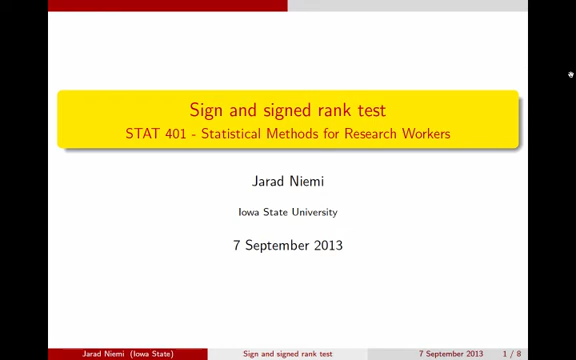 Sign and signed rank test
STAT 401 - Statistical Methods for Research Workers
Jarad Niemi
Iowa State University
7 September 2013
Jarad Niemi (Iowa State) Sign and signed rank test 7 September 2013 1 / 8